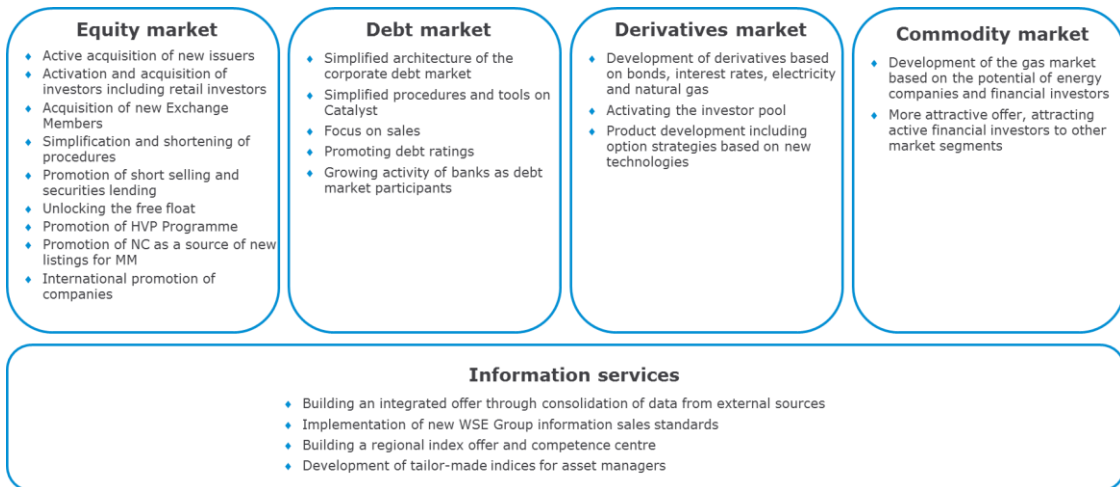 Equity market
♦ Active acquisition of new issuers
♦ Activation and acquisition of
investors including retail investors
♦ Acquisition of new Exchange
Members
♦ Simplification and shortening of
procedures
♦ Promotion of short selling and
securities lending
♦ Unlocking the free float
♦ Promotion of HVP Programme
♦ Promotion of NC as a source of new
listings for MM
♦ International promotion of
companies
Debt market
♦ Simplified architecture of the
corporate debt market
♦ Simplified procedures and tools on
Catalyst
♦ Focus on sales
♦ Promoting debt ratings
♦ Growing activity of banks as debt
market participants
Derivatives market
♦ Development of derivatives based
on bonds, interest rates, electricity
and natural gas
♦ Activating the investor pool
♦ Product development including
option strategies based on new
technologies
Commodity market
♦ Development of the gas market
based on the potential of energy
companies and financial investors
♦ More attractive offer, attracting
active financial investors to other
market segments
Information services
♦ Building an integrated offer through consolidation of data from external sources
♦ Implementation of new WSE Group information sales standards
♦ Building a regional index offer and competence centre
♦ Development of tailor-made indices for asset managers